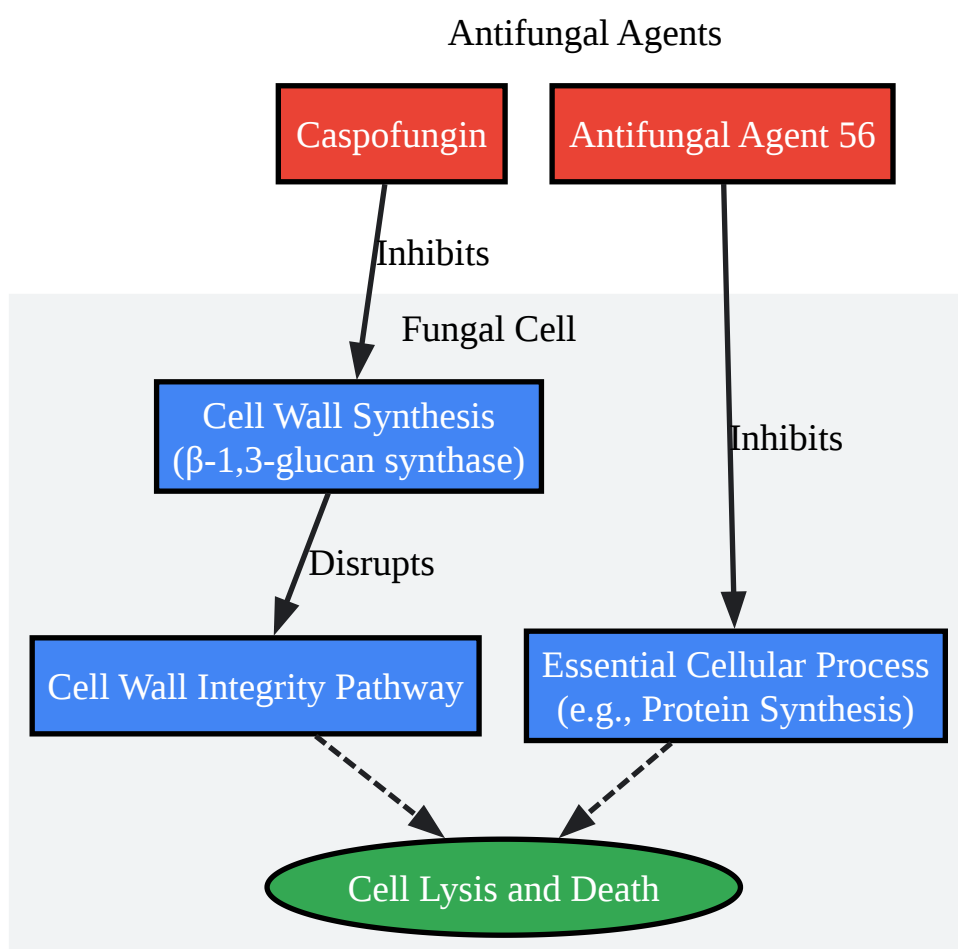 Antifungal Agents
Caspofungin
Antifungal Agent 56
Inhibits
Fungal Cell
Cell Wall Synthesis
(β-1,3-glucan synthase)
Inhibits
Disrupts
Cell Wall Integrity Pathway
Essential Cellular Process
(e.g., Protein Synthesis)
Cell Lysis and Death